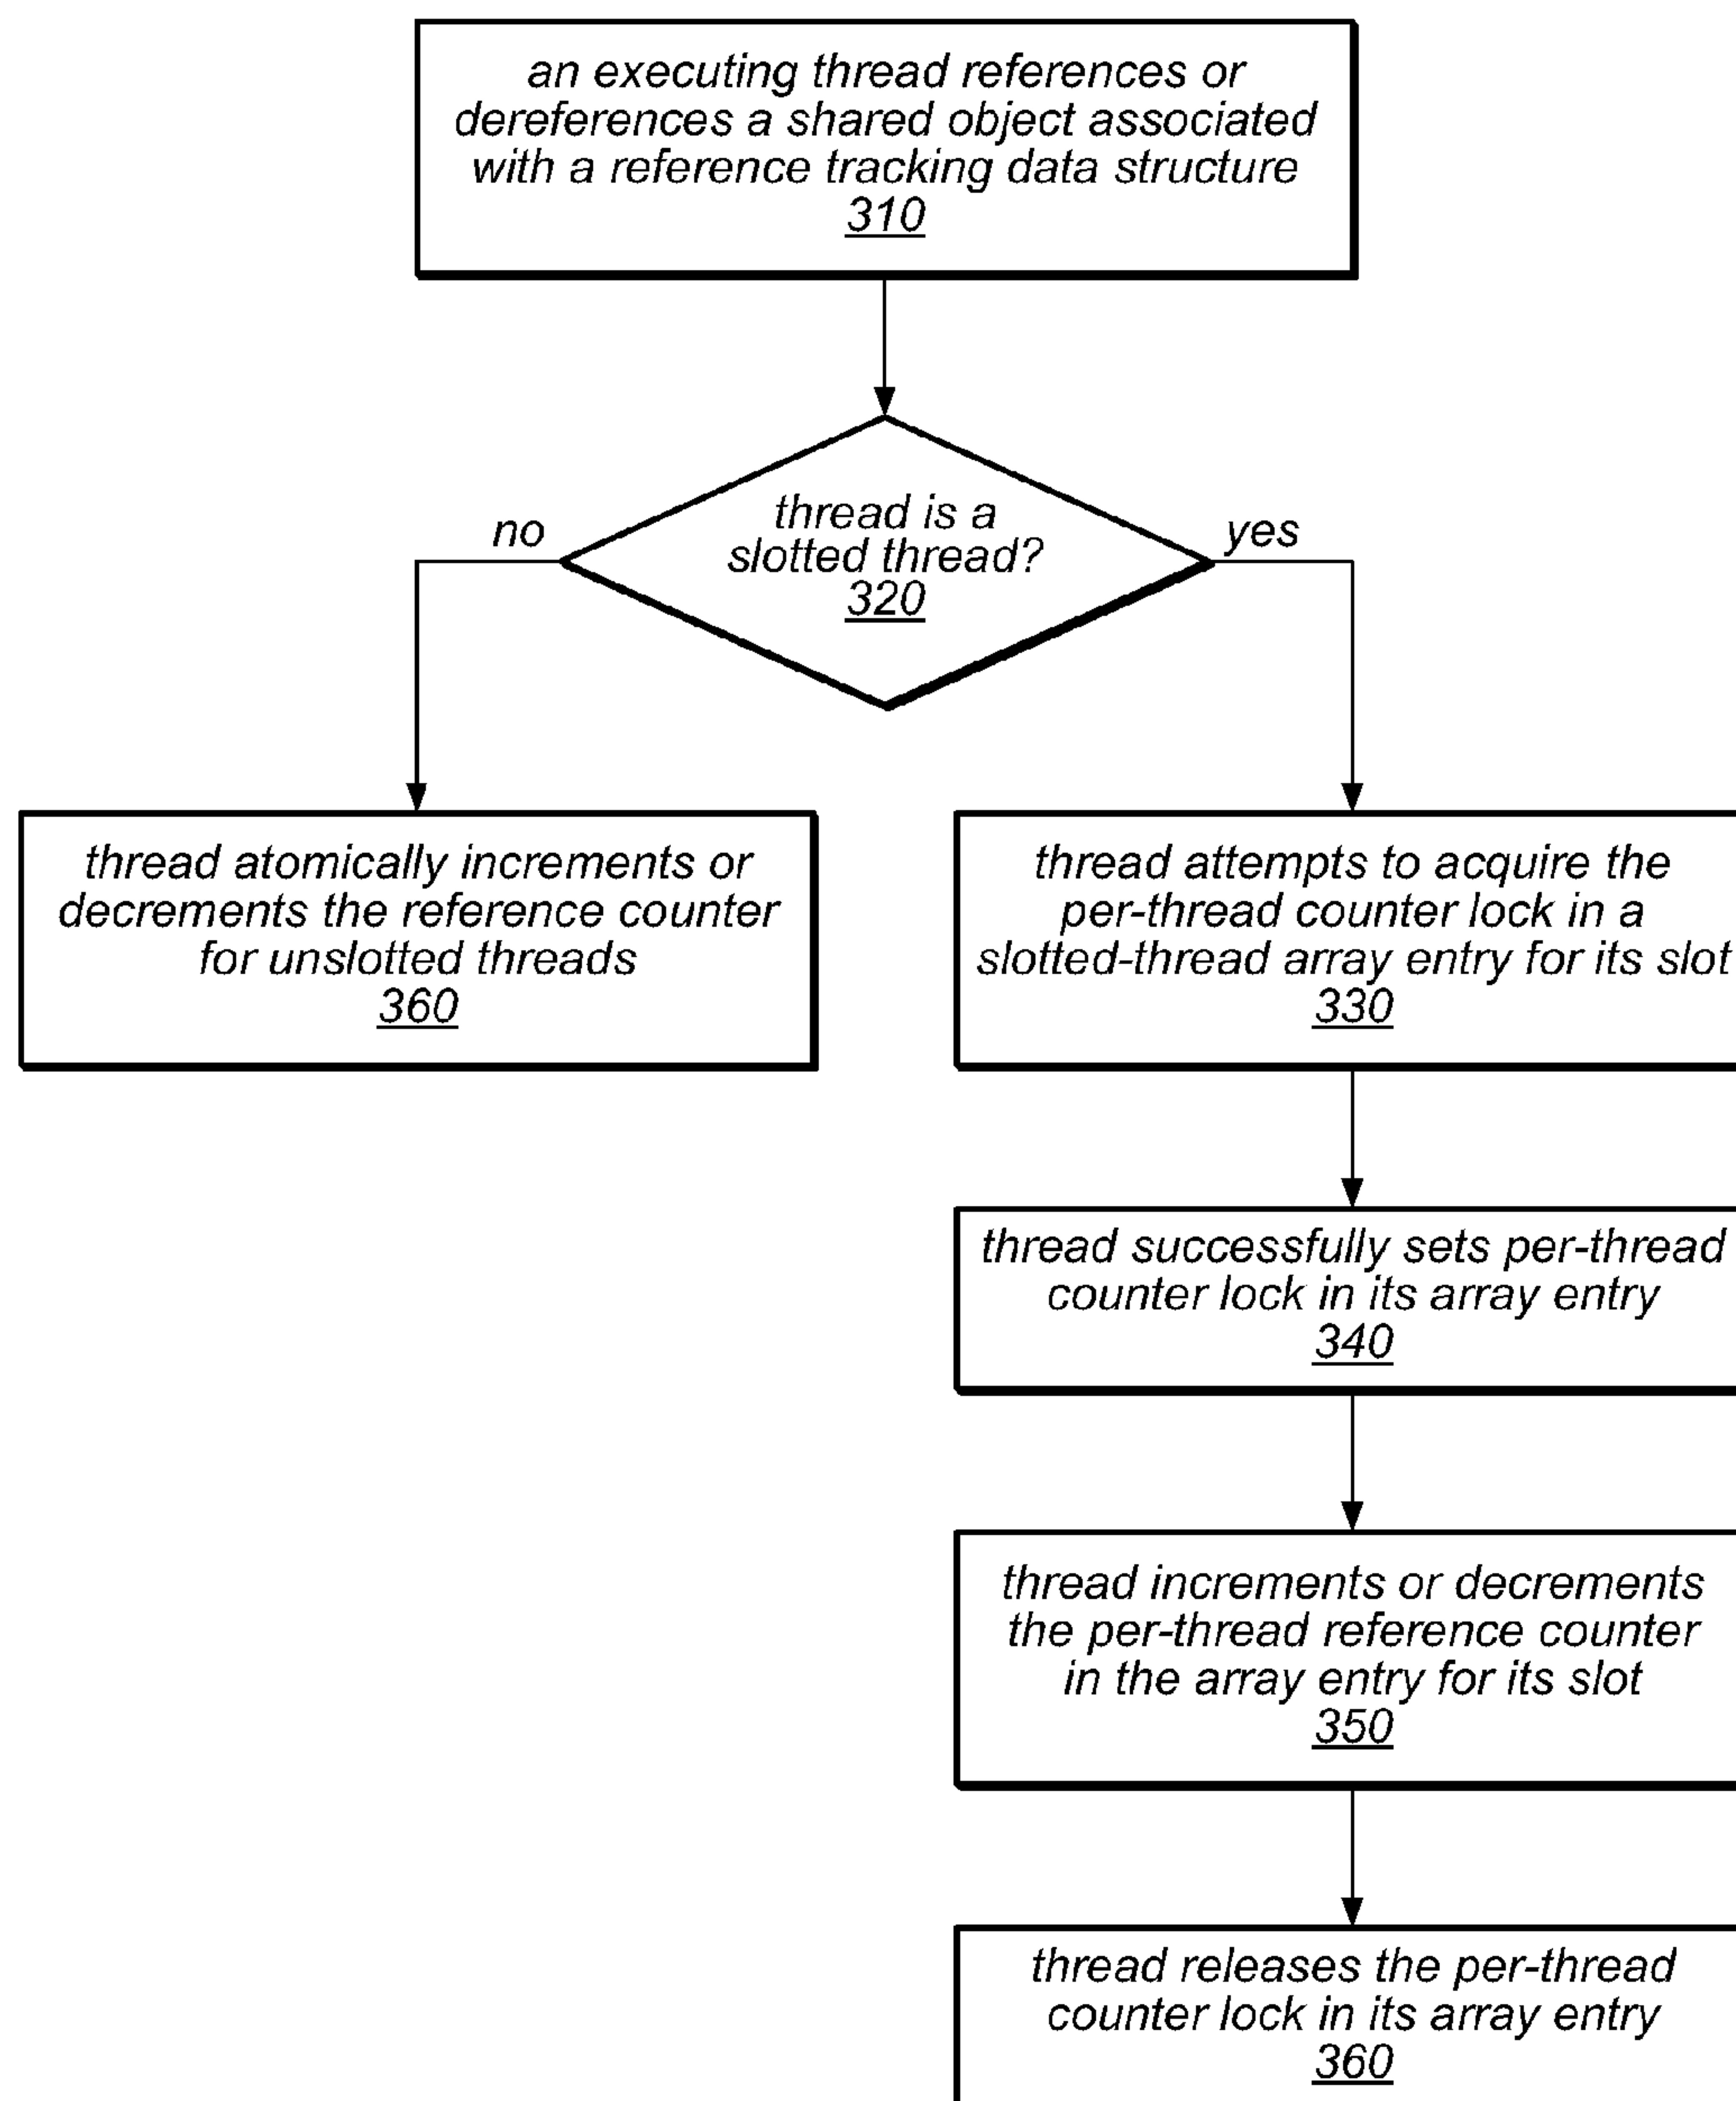 an executing thread references or
dereferences a shared object associated
with a reference tracking data structure
310
thread is a
slotted thread?
320
no
yes
thread atomically increments or
decrements the reference counter
for unslotted threads
360
thread attempts to acquire the
per-thread counter lock in a
slotted-thread array entry for its slot
330
thread successfully sets per-thread
counter lock in its array entry
340
thread increments or decrements
the per-thread reference counter
in the array entry for its slot
350
thread releases the per-thread
counter lock in its array entry
360